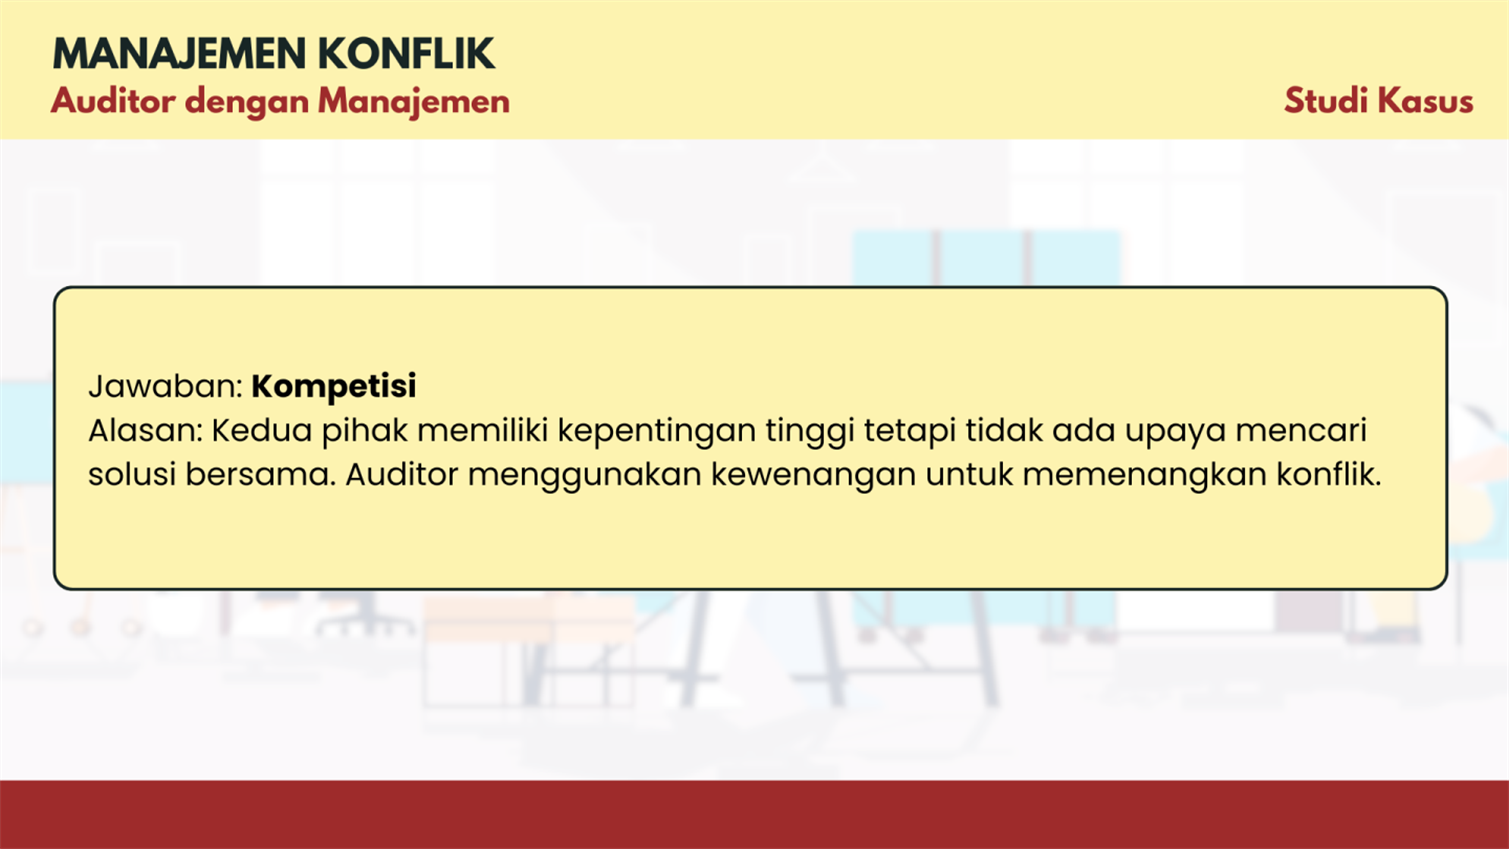 MANAJEMEN KONFLIK
Auditor dengan Manajemen
Studi Kasus
Jawaban: Kompetisi
Alasan: Kedua pihak memiliki kepentingan tinggi tetapi tidak ada upaya mencari
solusi bersama. Auditor menggunakan kewenangan untuk memenangkan konflik.